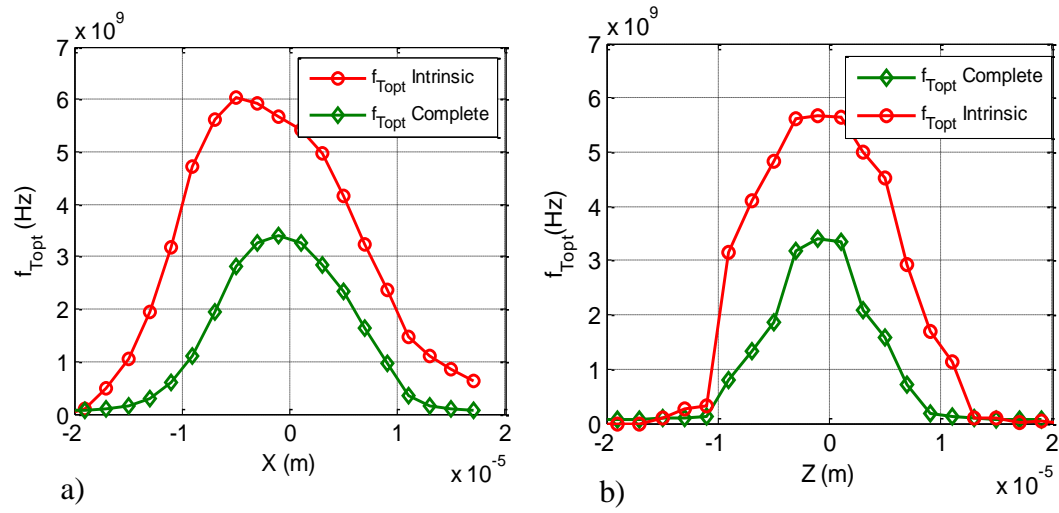 x 10^9
7
6
5
4
3
2
1
0
f_Topt (Hz)
f_Topt Intrinsic
f_Topt Complete
-2 -1 0 1 2
X (m)
x 10^-5
a)
x 10^9
7
6
5
4
3
2
1
0
f_Topt (Hz)
f_Topt Complete
f_Topt Intrinsic
-2 -1 0 1 2
Z (m)
x 10^-5
b)